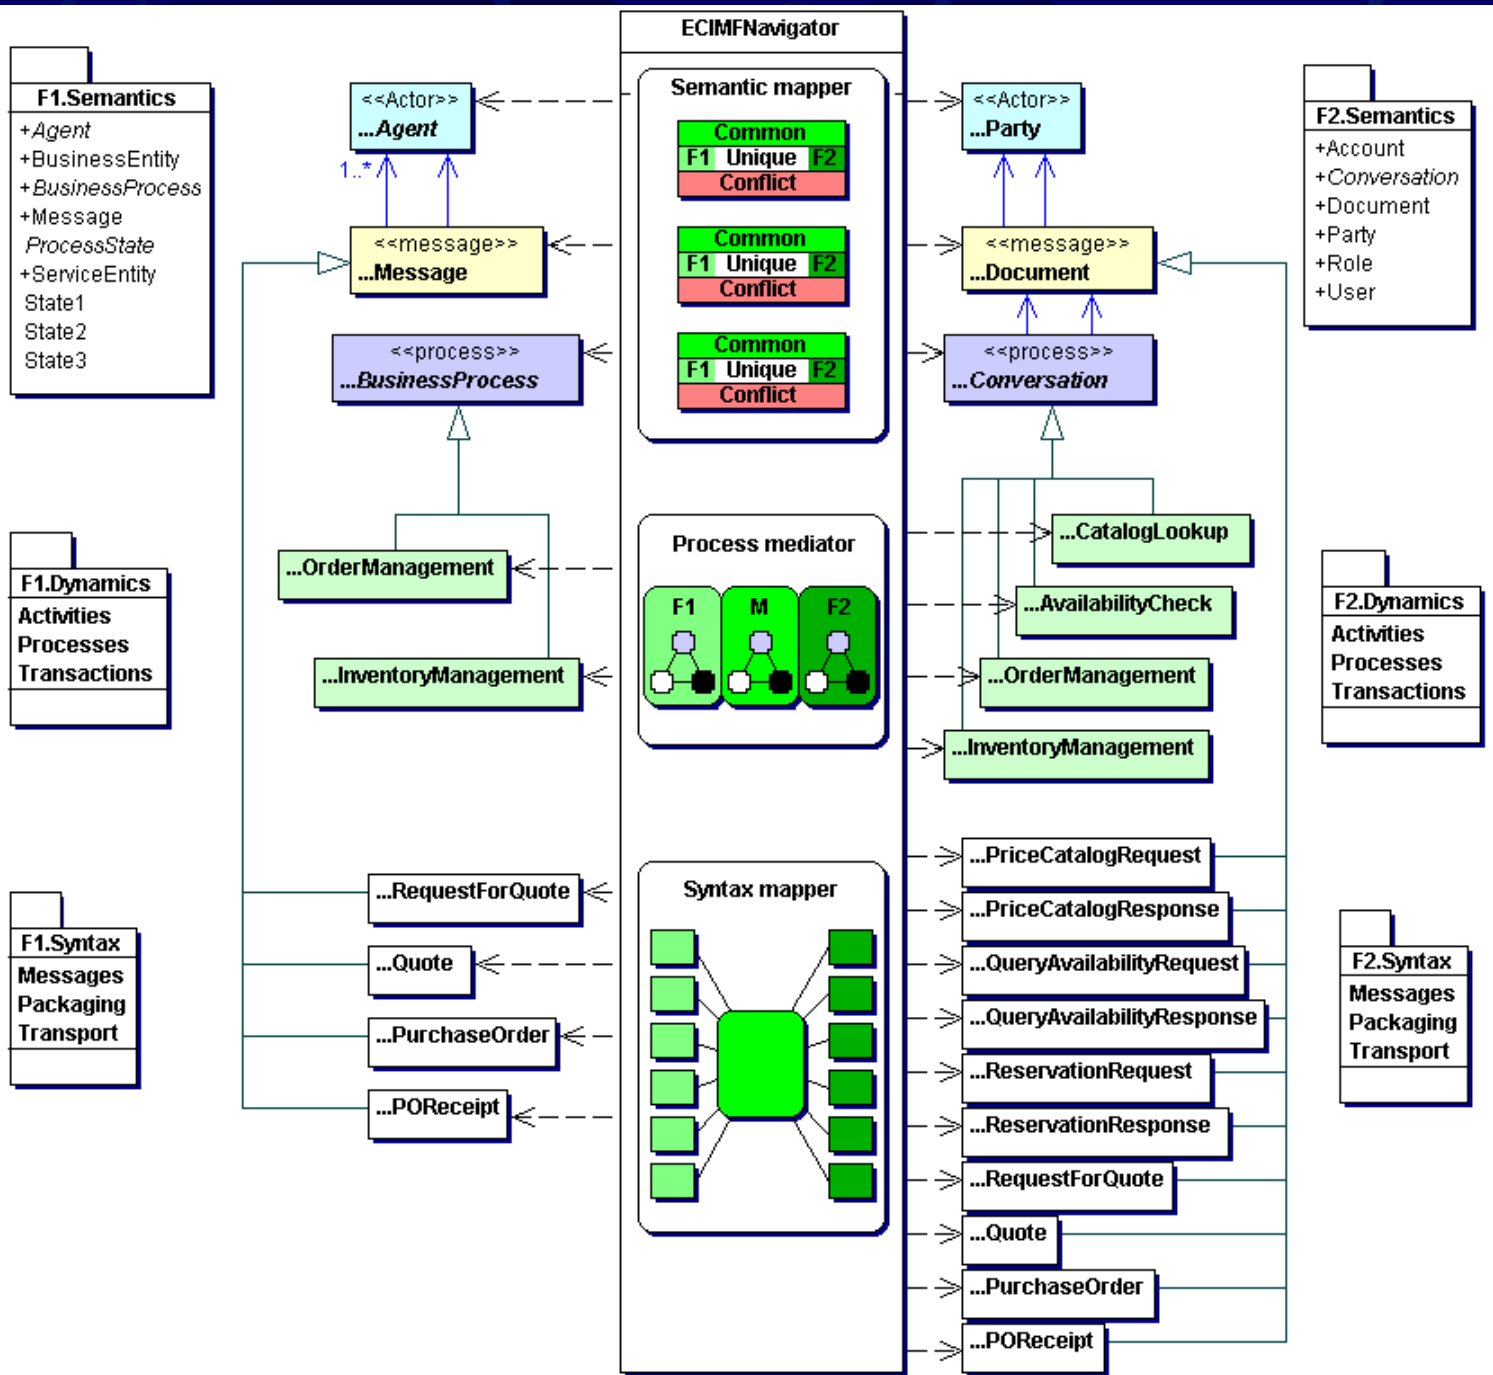 ECIMFNavigator
F1.Semantics
+Agent
+BusinessEntity
+BusinessProcess
+Message
ProcessState
+ServiceEntity
State1
State2
State3
<<Actor>>
...Agent
1..*
<<message>>
...Message
<<process>>
...BusinessProcess
Semantic mapper
Common
F1 Unique F2
Conflict
Common
F1 Unique F2
Conflict
Common
F1 Unique F2
Conflict
<<Actor>>
...Party
<<message>>
...Document
<<process>>
...Conversation
F2.Semantics
+Account
+Conversation
+Document
+Party
+Role
+User
F1.Dynamics
Activities
Processes
Transactions
...OrderManagement
...InventoryManagement
Process mediator
F1 M F2
...CatalogLookup
...AvailabilityCheck
...OrderManagement
...InventoryManagement
F2.Dynamics
Activities
Processes
Transactions
F1.Syntax
Messages
Packaging
Transport
...RequestForQuote
...Quote
...PurchaseOrder
...POReceipt
Syntax mapper
...PriceCatalogRequest
...PriceCatalogResponse
...QueryAvailabilityRequest
...QueryAvailabilityResponse
...ReservationRequest
...ReservationResponse
...RequestForQuote
...Quote
...PurchaseOrder
...POReceipt
F2.Syntax
Messages
Packaging
Transport